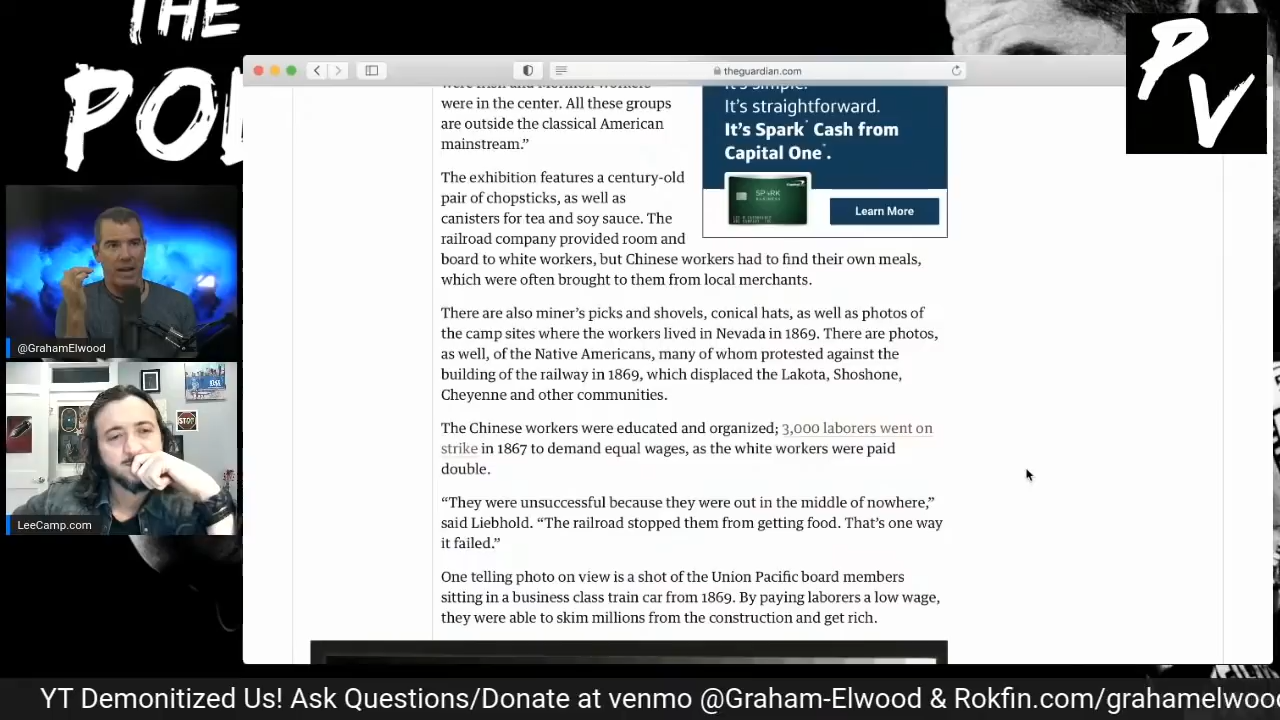 THE
PV
theguardian.com
were in the center. All these groups
are outside the classical American
mainstream.”
It's straightforward.
It's Spark Cash from
Capital One.
SPARK
BUSINESS
Learn More
The exhibition features a century-old
pair of chopsticks, as well as
canisters for tea and soy sauce. The
railroad company provided room and
board to white workers, but Chinese workers had to find their own meals,
which were often brought to them from local merchants.
There are also miner’s picks and shovels, conical hats, as well as photos of
the camp sites where the workers lived in Nevada in 1869. There are photos,
as well, of the Native Americans, many of whom protested against the
building of the railway in 1869, which displaced the Lakota, Shoshone,
Cheyenne and other communities.
The Chinese workers were educated and organized; 3,000 laborers went on
strike in 1867 to demand equal wages, as the white workers were paid
double.
“They were unsuccessful because they were out in the middle of nowhere,”
said Liebhold. “The railroad stopped them from getting food. That’s one way
it failed.”
One telling photo on view is a shot of the Union Pacific board members
sitting in a business class train car from 1869. By paying laborers a low wage,
they were able to skim millions from the construction and get rich.
@GrahamElwood
STOP
LeeCamp.com
YT Demonitized Us! Ask Questions/Donate at venmo @Graham-Elwood & Rokfin.com/grahamelwoo